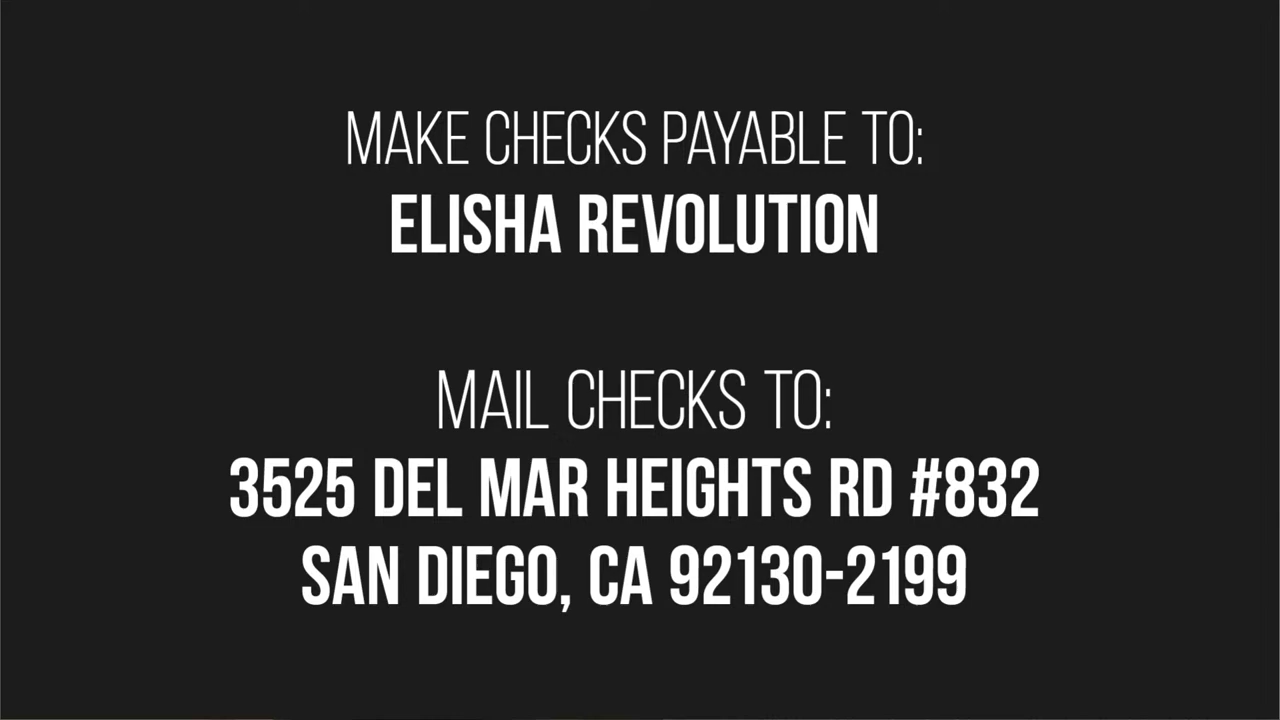 MAKE CHECKS PAYABLE TO:
ELISHA REVOLUTION
MAIL CHECKS TO:
3525 DEL MAR HEIGHTS RD #832
SAN DIEGO, CA 92130-2199